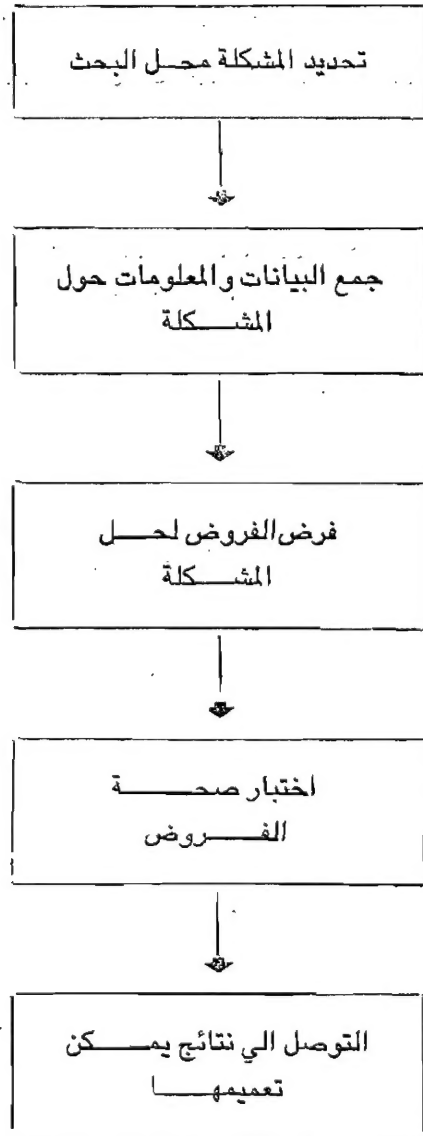 تحديد المشكلة محل البحث
جمع البيانات والمعلومات حول
المشكلة
فرض الفروض لحل
المشكلة
اختبار صحة
الفروض
التوصل الي نتائج يمكن
تعميمها